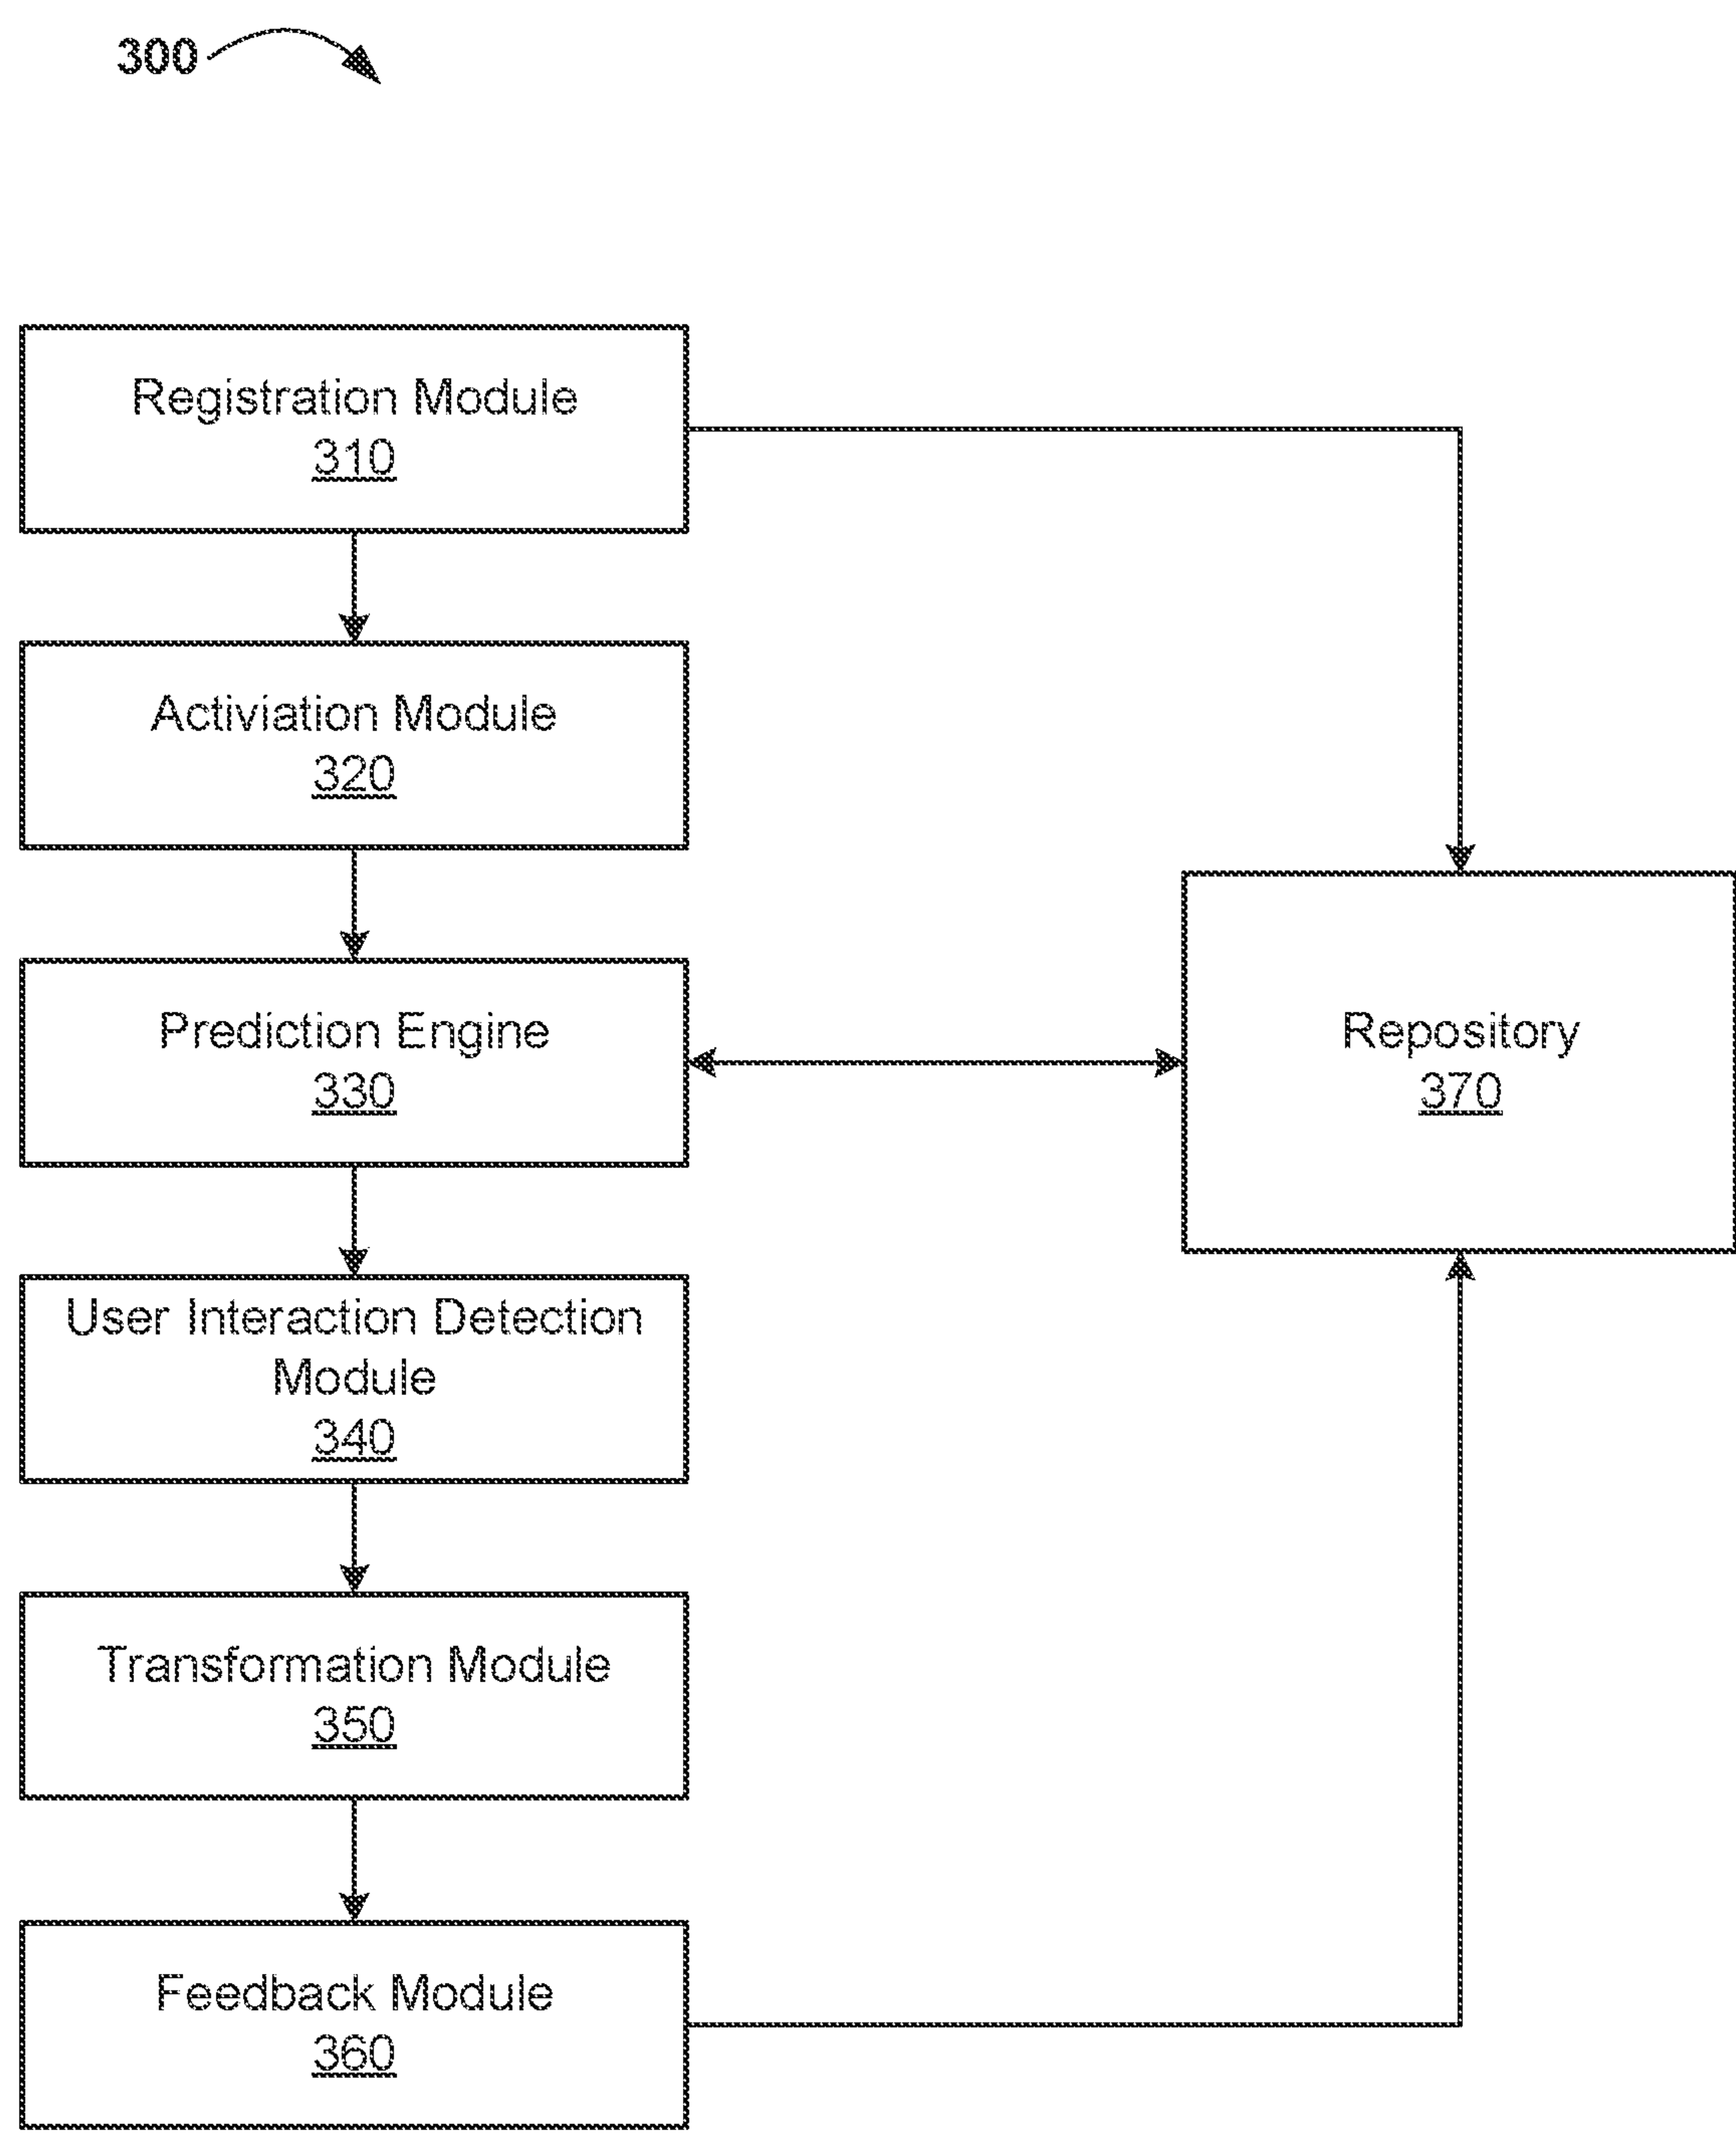 300
Registration Module
310
Activiation Module
320
Prediction Engine
330
Repository
370
User Interaction Detection
Module
340
Transformation Module
350
Feedback Module
360